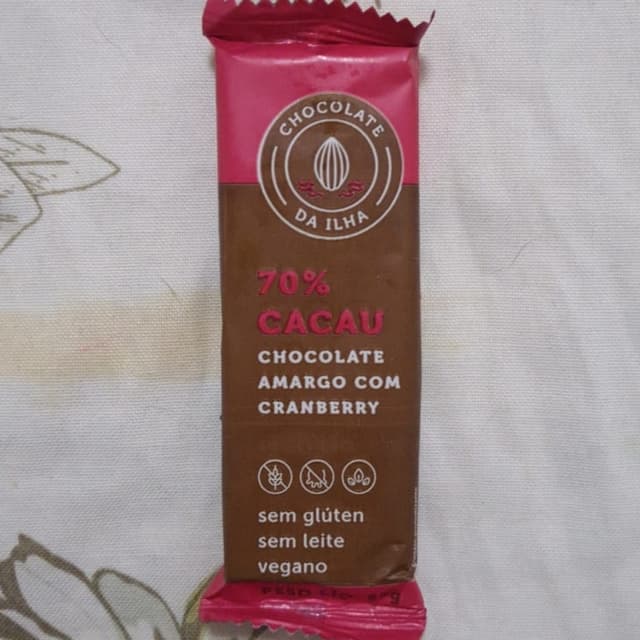 CHOCOLATE
DA ILHA
70%
CACAU
CHOCOLATE
AMARGO COM
CRANBERRY
sem glúten
sem leite
vegano